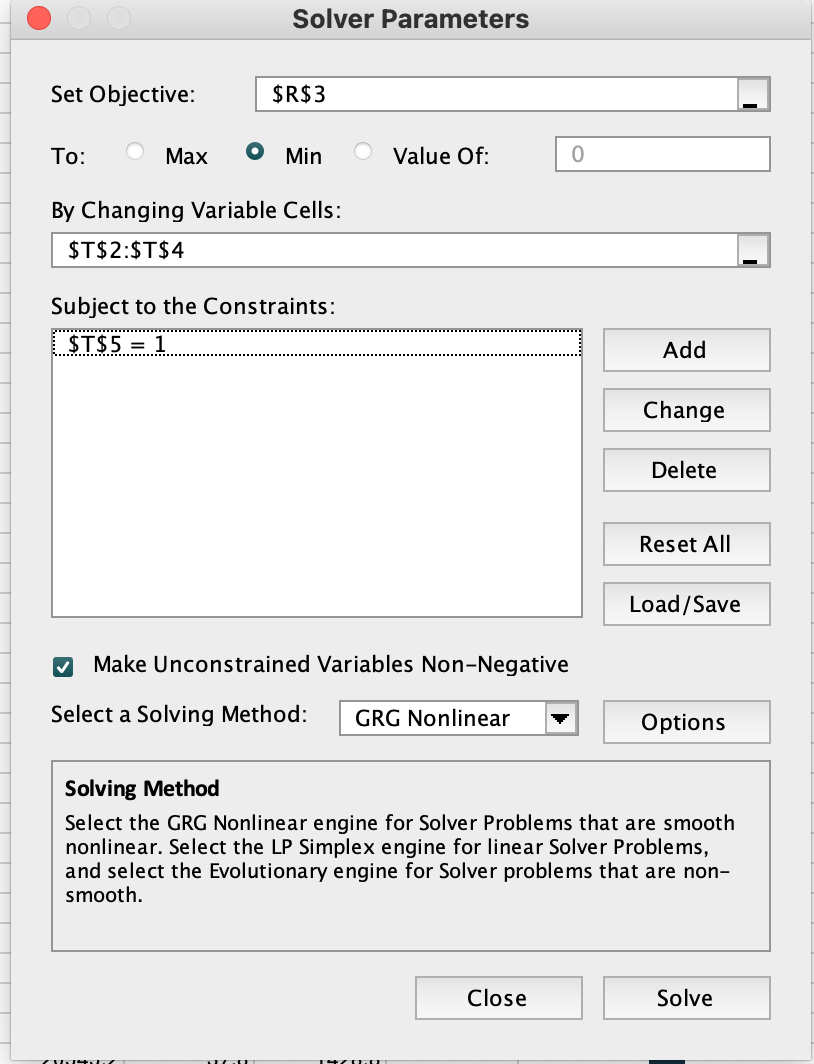 Solver Parameters
Set Objective:
$R$3
To:
Max
Min
Value Of:
0
By Changing Variable Cells:
$T$2:$T$4
Subject to the Constraints:
$T$5 = 1
Add
Change
Delete
Reset All
Load/Save
Make Unconstrained Variables Non-Negative
Select a Solving Method:
GRG Nonlinear
Options
Solving Method
Select the GRG Nonlinear engine for Solver Problems that are smooth
nonlinear. Select the LP Simplex engine for linear Solver Problems,
and select the Evolutionary engine for Solver problems that are non-
smooth.
Close
Solve